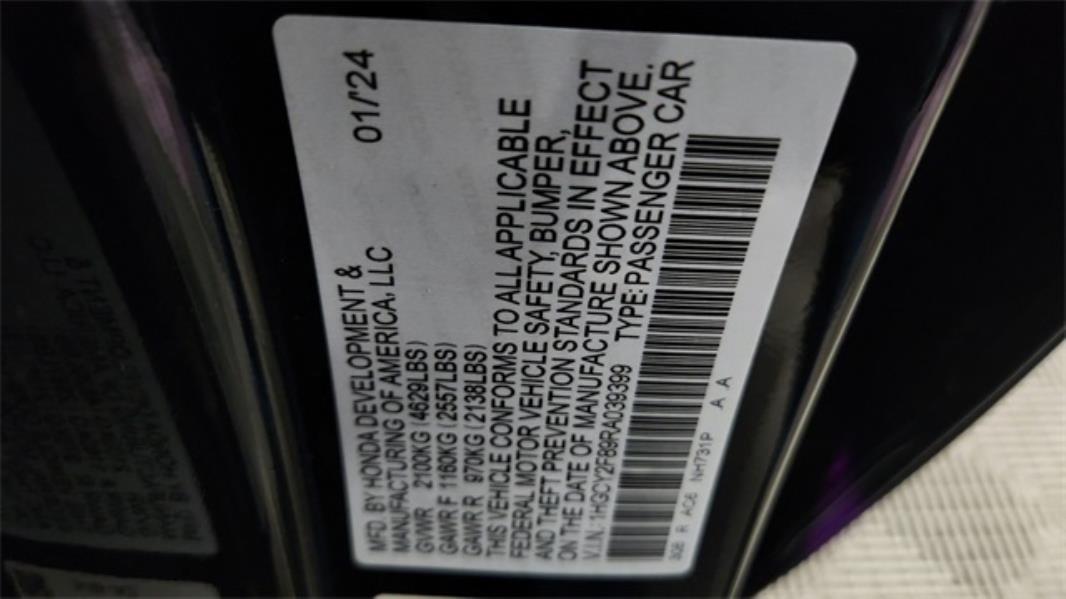 MFD. BY HONDA DEVELOPMENT &
MANUFACTURING OF AMERICA, LLC 01/24
GVWR 2100KG (4629LBS)
GAWR F 1160KG (2557LBS)
GAWR R 970KG (2138LBS)
THIS VEHICLE CONFORMS TO ALL APPLICABLE
FEDERAL MOTOR VEHICLE SAFETY, BUMPER,
AND THEFT PREVENTION STANDARDS IN EFFECT
ON THE DATE OF MANUFACTURE SHOWN ABOVE.
V.I.N.: 1HGCY2F89RA039399 TYPE: PASSENGER CAR
R NH731P A A